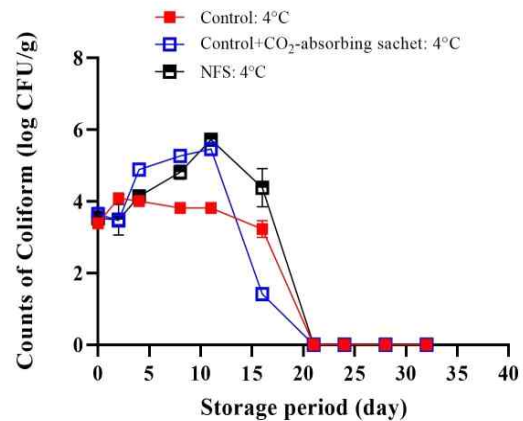 Control: 4°C
Control+CO₂-absorbing sachet: 4°C
NFS: 4°C
Counts of Coliform (log CFU/g)
8
6
4
2
0
0 5 10 15 20 25 30 35 40
Storage period (day)